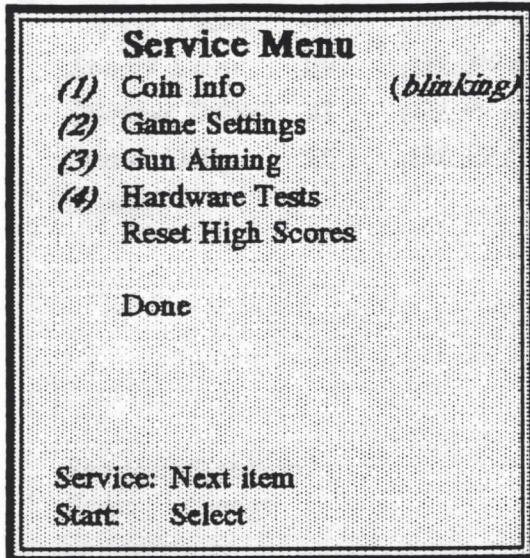 Service Menu
(1) Coin Info (blinking)
(2) Game Settings
(3) Gun Aiming
(4) Hardware Tests
Reset High Scores
Done
Service: Next item
Start: Select